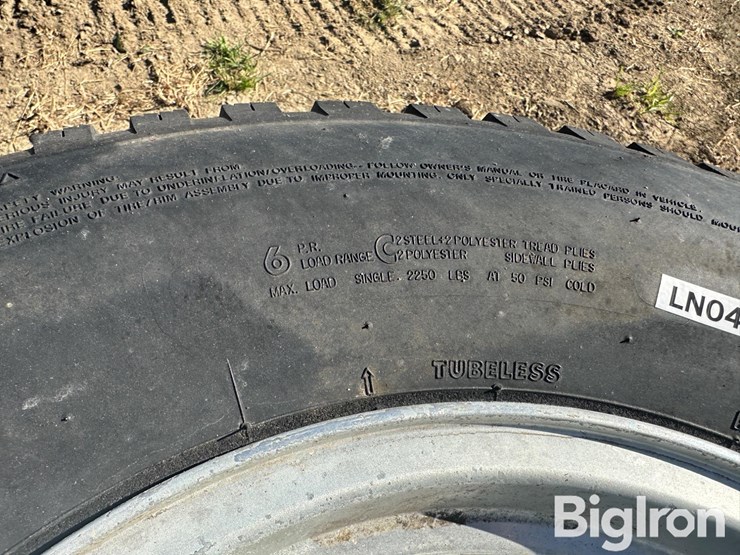 SAFETY WARNING:
SERIOUS INJURY MAY RESULT FROM
TIRE FAILURE DUE TO UNDERINFLATION/OVERLOADING - FOLLOW OWNER'S MANUAL OR TIRE PLACARD IN VEHICLE.
EXPLOSION OF TIRE/RIM ASSEMBLY DUE TO IMPROPER MOUNTING. ONLY SPECIALLY TRAINED PERSONS SHOULD MOU
6 P.R.
LOAD RANGE C
2 STEEL+2 POLYESTER TREAD PLIES
2 POLYESTER SIDEWALL PLIES
MAX. LOAD SINGLE. 2250 LBS AT 50 PSI COLD
LN04
TUBELESS
BigIron